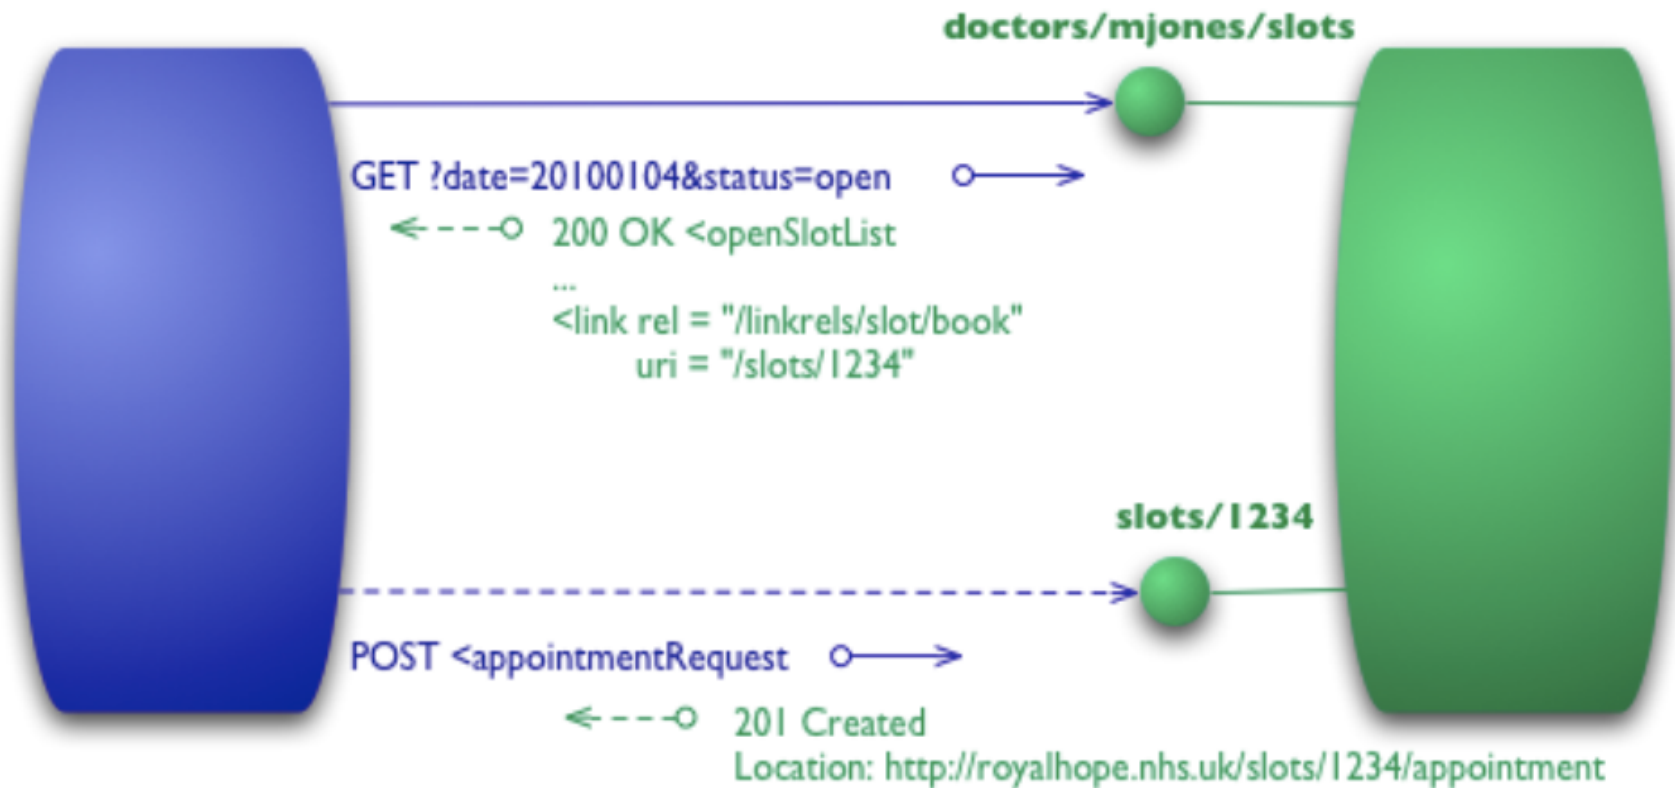 doctors/mjones/slots
GET ?date=20100104&status=open
200 OK <openSlotList
...
<link rel = "/linkrels/slot/book"
uri = "/slots/1234"
slots/1234
POST <appointmentRequest
201 Created
Location: http://royalhope.nhs.uk/slots/1234/appointment